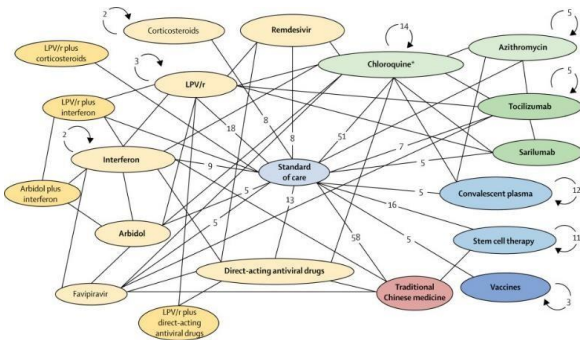 2
Corticosteroids
Remdesivir
14
5
LPV/r plus
corticosteroids
3
LPV/r
Chloroquine*
Azithromycin
5
LPV/r plus
interferon
18
8
8
51
Tocilizumab
2
Interferon
9
Standard
of care
7
5
Sarilumab
Arbidol plus
interferon
5
13
5
16
Convalescent plasma
12
Arbidol
5
58
5
Stem cell therapy
11
Favipiravir
Direct-acting antiviral drugs
Traditional
Chinese medicine
Vaccines
3
LPV/r plus
direct-acting
antiviral drugs